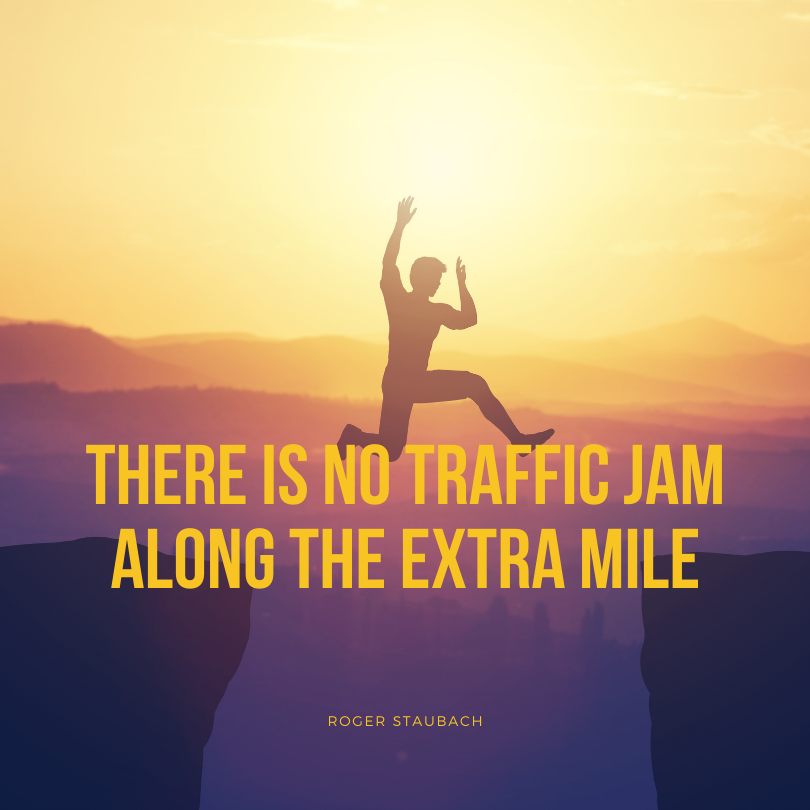 THERE IS NO TRAFFIC JAM
ALONG THE EXTRA MILE
ROGER STAUBACH